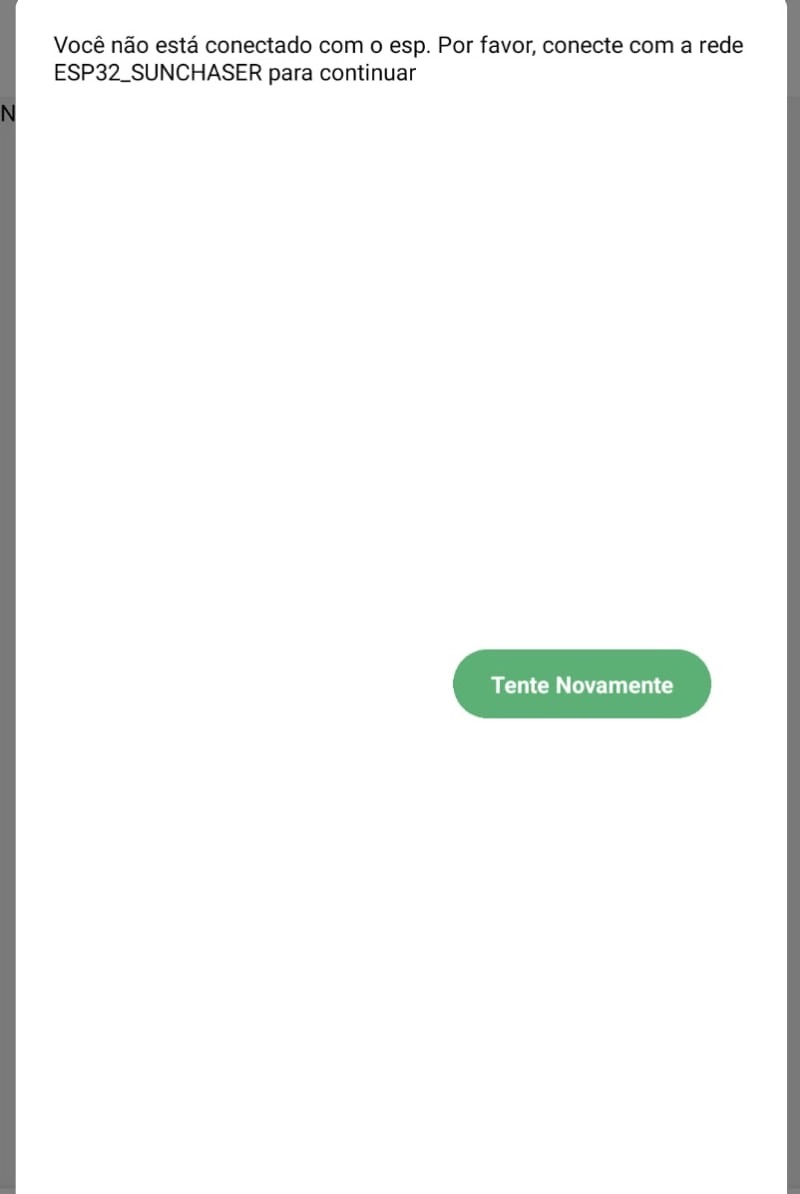 Você não está conectado com o esp. Por favor, conecte com a rede
ESP32_SUNCHASER para continuar
N
Tente Novamente